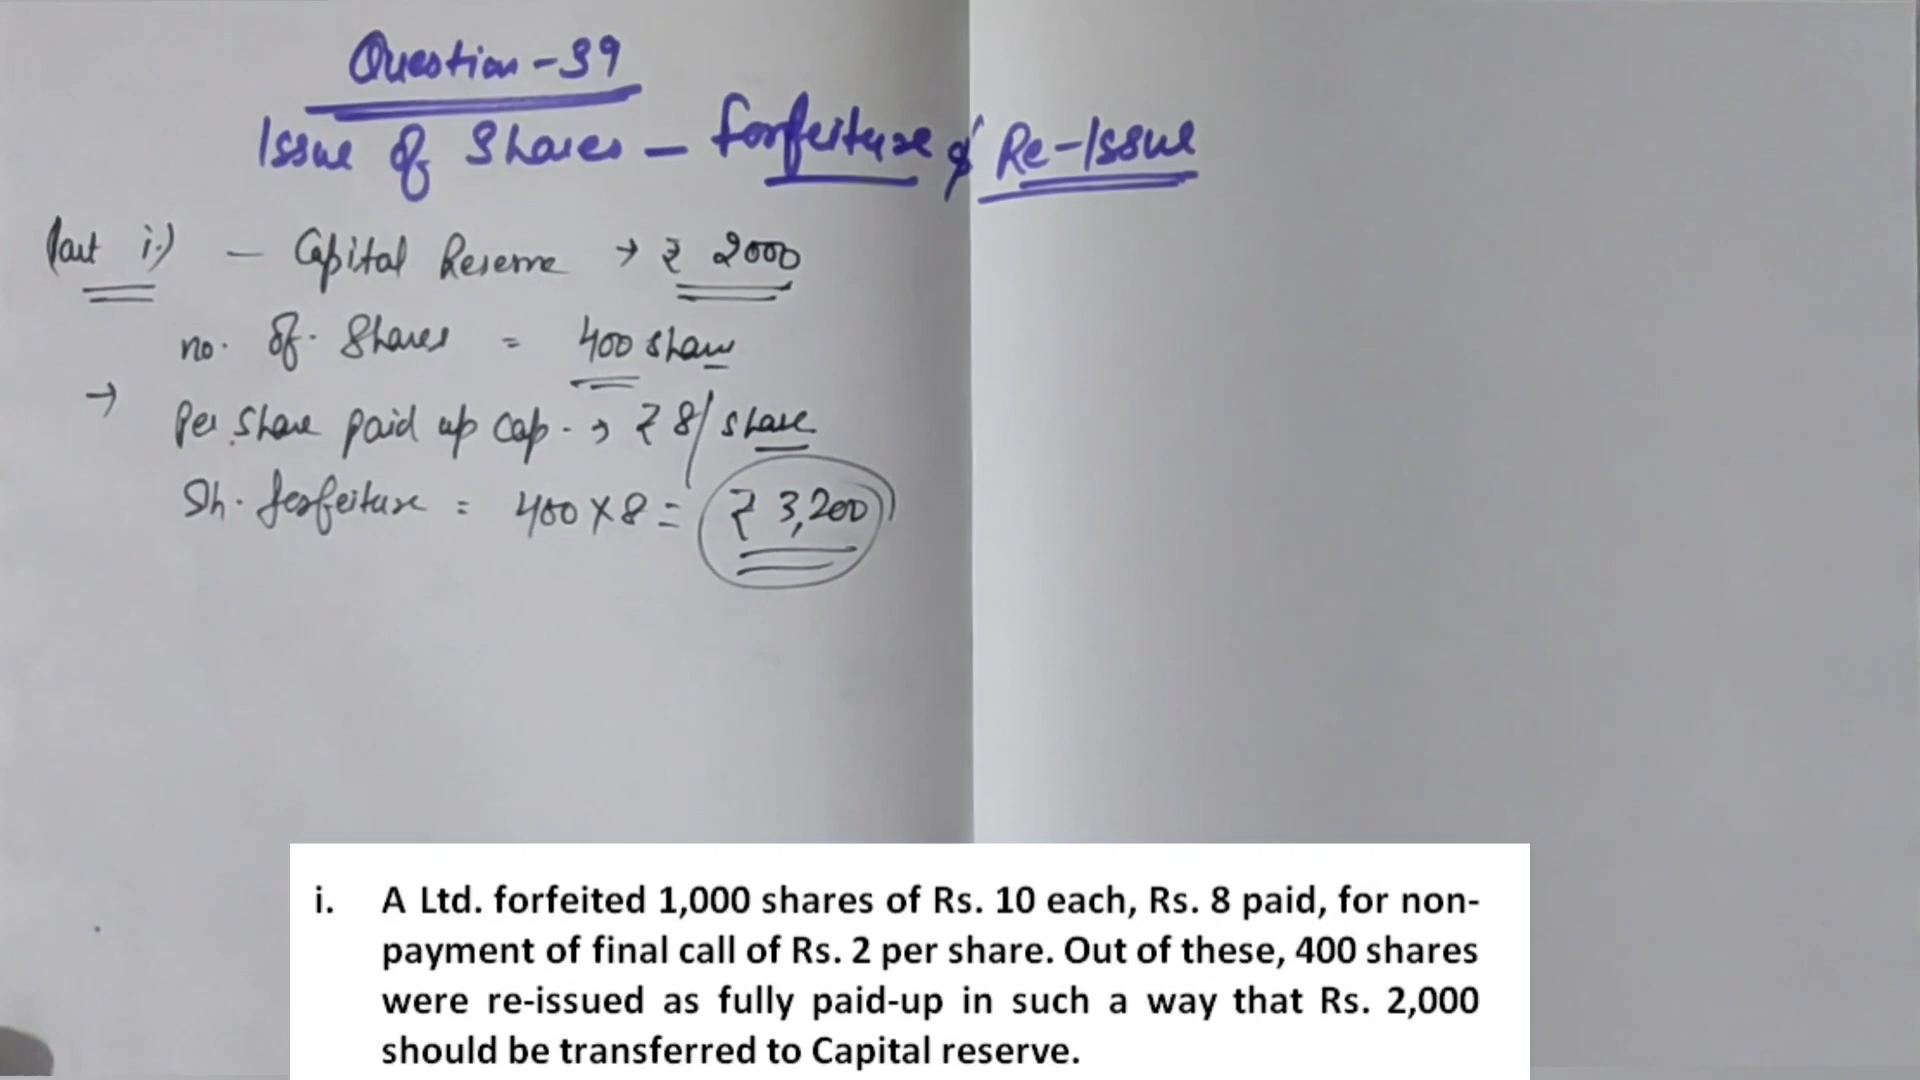 Question - 39
Issue of Shares - Forfeiture & Re-Issue
Part i.) - Capital Reserve → ₹ 2000
no. of. Shares = 400 share
→ Per share paid up cap. → ₹ 8/ share
Sh. forfeiture = 400 × 8 = ₹ 3,200
i. A Ltd. forfeited 1,000 shares of Rs. 10 each, Rs. 8 paid, for non-
payment of final call of Rs. 2 per share. Out of these, 400 shares
were re-issued as fully paid-up in such a way that Rs. 2,000
should be transferred to Capital reserve.